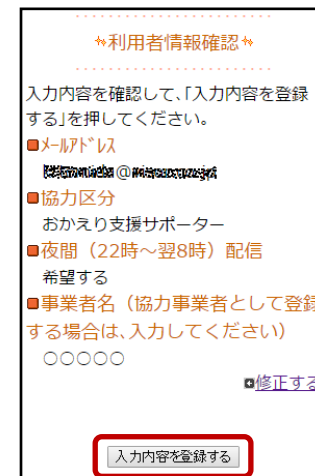 利用者情報確認
入力内容を確認して、「入力内容を登録
する」を押してください。
ﾒｰﾙｱﾄﾞﾚｽ
@
協力区分
おかえり支援サポーター
夜間（22時～翌8時）配信
希望する
事業者名（協力事業者として登録
する場合は、入力してください）
○○○○○
修正する
入力内容を登録する